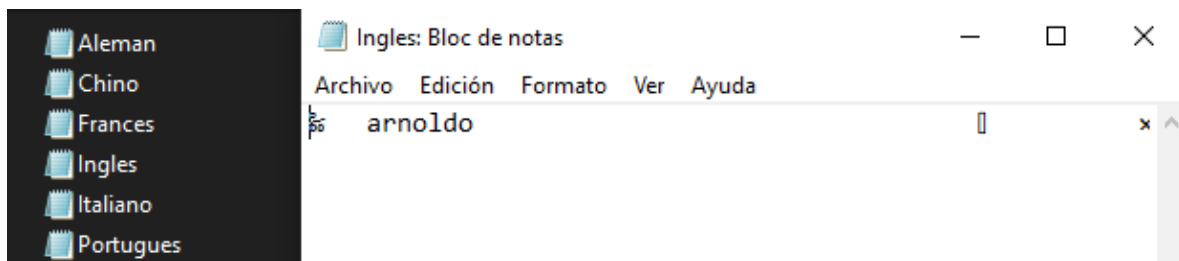 Aleman
Chino
Frances
Ingles
Italiano
Portugues
Ingles: Bloc de notas
Archivo Edición Formato Ver Ayuda
arnoldo